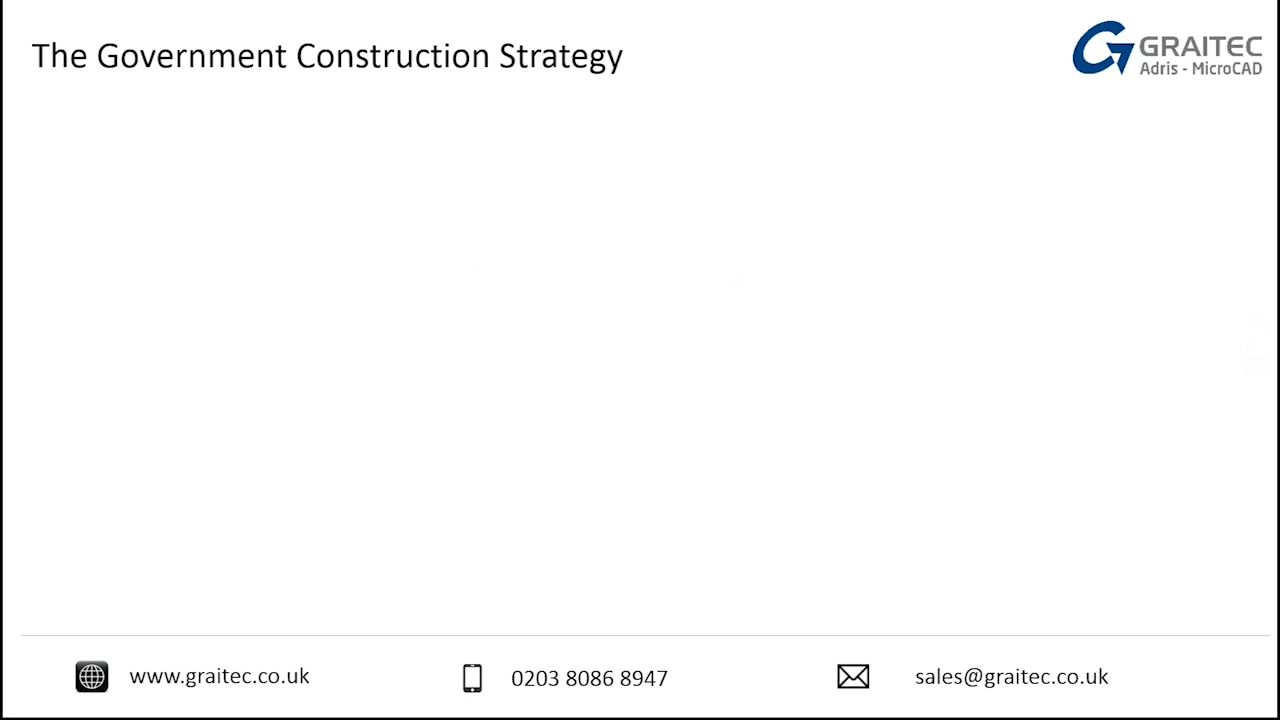 The Government Construction Strategy
GRAITEC
Adris - MicroCAD
www.graitec.co.uk
0203 8086 8947
sales@graitec.co.uk